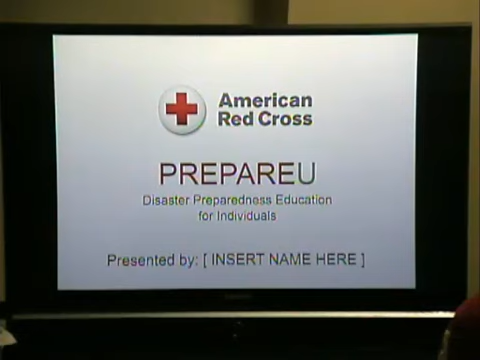 American
Red Cross
PREPAREU
Disaster Preparedness Education
for Individuals
Presented by: [ INSERT NAME HERE ]